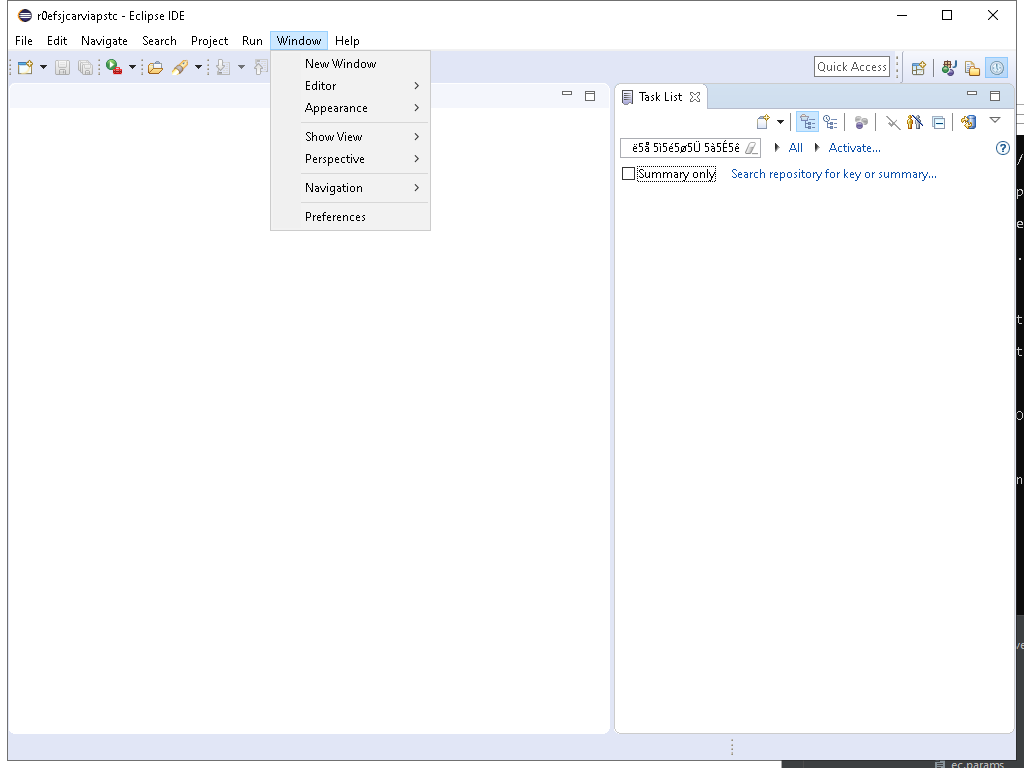 r0efsjcarviapstc - Eclipse IDE
File Edit Navigate Search Project Run Window Help
New Window
Editor
Appearance
Show View
Perspective
Navigation
Preferences
Quick Access
Task List
ë5å 5ì5é5ø5Ü 5à5É5ê
All
Activate...
Summary only
Search repository for key or summary...
ec.params